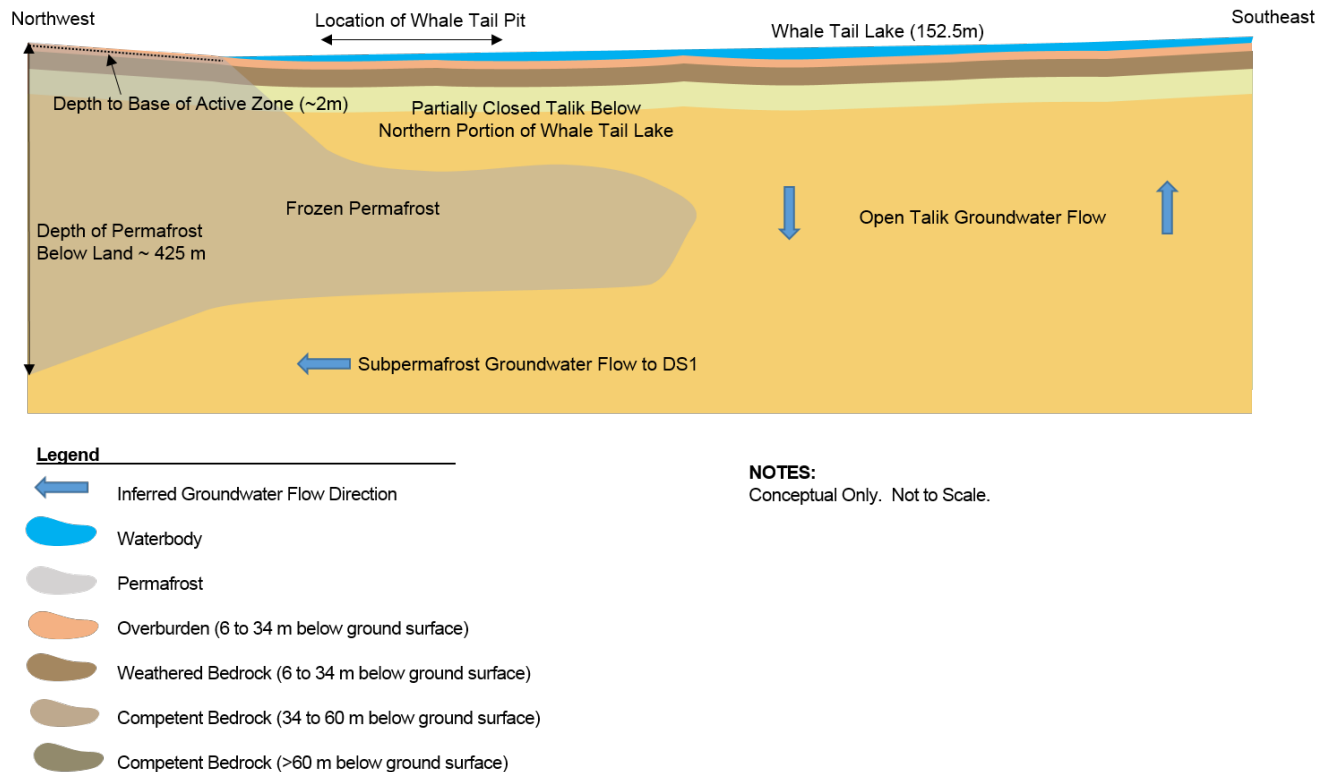 Northwest
Location of Whale Tail Pit
Whale Tail Lake (152.5m)
Southeast
Depth to Base of Active Zone (~2m)
Partially Closed Talik Below
Northern Portion of Whale Tail Lake
Frozen Permafrost
Open Talik Groundwater Flow
Depth of Permafrost
Below Land ~ 425 m
Subpermafrost Groundwater Flow to DS1
Legend
Inferred Groundwater Flow Direction
Waterbody
Permafrost
Overburden (6 to 34 m below ground surface)
Weathered Bedrock (6 to 34 m below ground surface)
Competent Bedrock (34 to 60 m below ground surface)
Competent Bedrock (>60 m below ground surface)
NOTES:
Conceptual Only. Not to Scale.